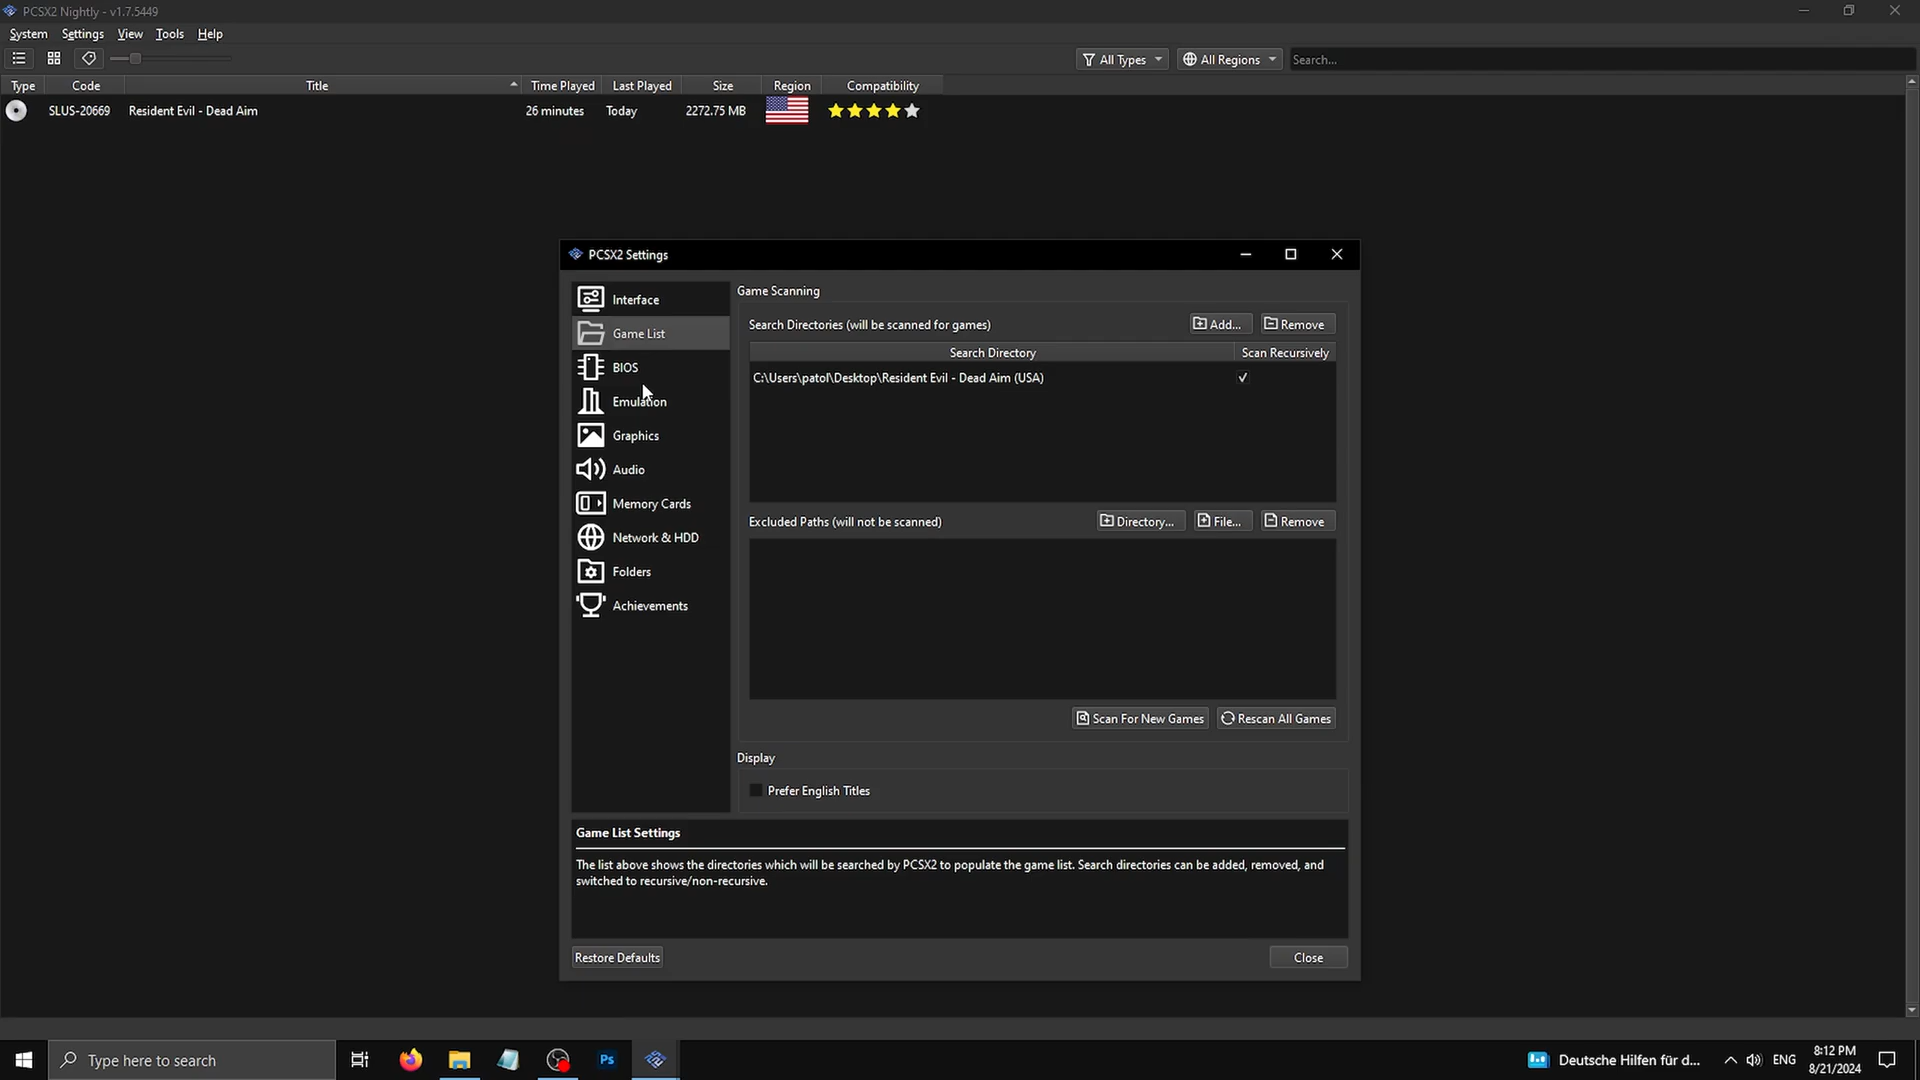 PCSX2 Nightly - v1.7.5449
System Settings View Tools Help
All Types All Regions Search...
Type Code Title Time Played Last Played Size Region Compatibility
SLUS-20669 Resident Evil - Dead Aim 26 minutes Today 2272.75 MB
PCSX2 Settings
Interface
Game List
BIOS
Emulation
Graphics
Audio
Memory Cards
Network & HDD
Folders
Achievements
Game Scanning
Search Directories (will be scanned for games) Add... Remove
Search Directory Scan Recursively
C:\Users\patol\Desktop\Resident Evil - Dead Aim (USA)
Excluded Paths (will not be scanned) Directory... File... Remove
Scan For New Games Rescan All Games
Display
Prefer English Titles
Game List Settings
The list above shows the directories which will be searched by PCSX2 to populate the game list. Search directories can be added, removed, and
switched to recursive/non-recursive.
Restore Defaults Close
Type here to search
Ps
Deutsche Hilfen für d...
ENG
8:12 PM
8/21/2024